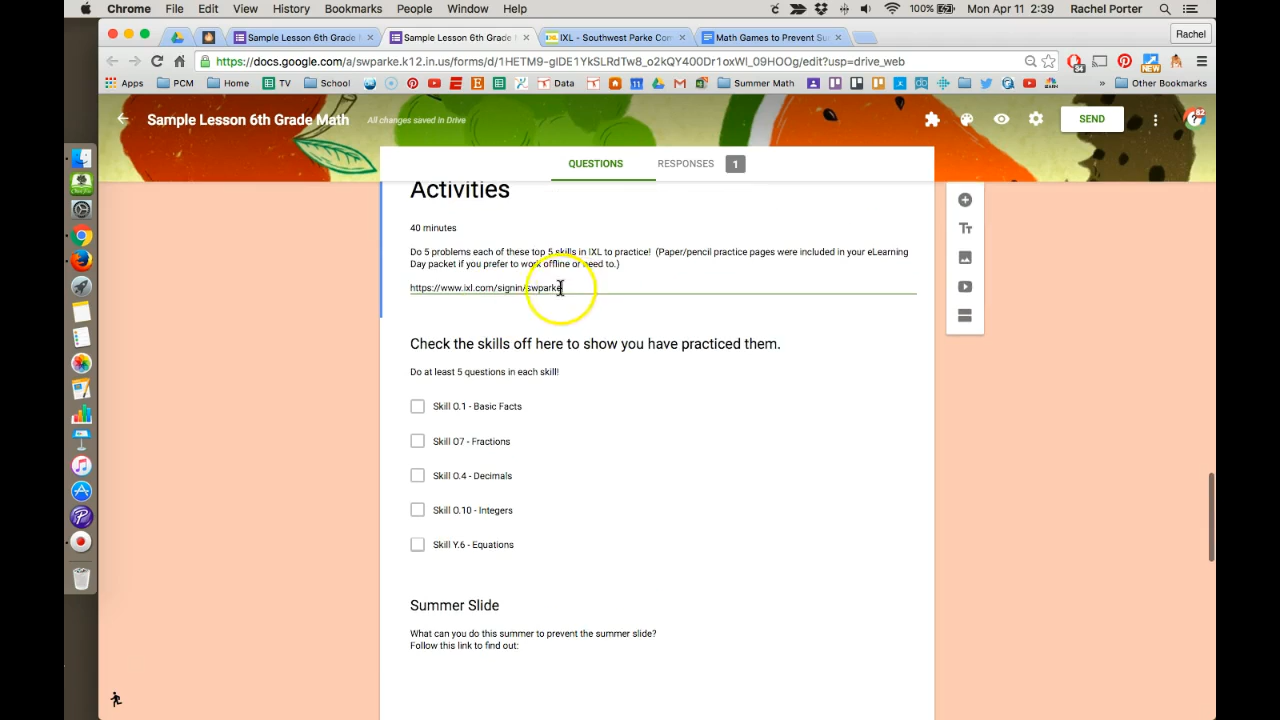 Chrome File Edit View History Bookmarks People Window Help 100% Mon Apr 11 2:39 Rachel Porter
Sample Lesson 6th Grade Sample Lesson 6th Grade IXL - Southwest Parke Con Math Games to Prevent Su Rachel
https://docs.google.com/a/swparke.k12.in.us/forms/d/1HETM9-gIDE1YkSLRdTw8_o2kQY400Dr1oxWl_09HOOg/edit?usp=drive_web
Apps PCM Home TV School Data Summer Math » Other Bookmarks
Sample Lesson 6th Grade Math All changes saved in Drive SEND
QUESTIONS RESPONSES 1
Activities
40 minutes
Do 5 problems each of these top 5 skills in IXL to practice! (Paper/pencil practice pages were included in your eLearning
Day packet if you prefer to work offline or need to.)
https://www.ixl.com/signin/swparke
Check the skills off here to show you have practiced them.
Do at least 5 questions in each skill!
Skill O.1 - Basic Facts
Skill O7 - Fractions
Skill O.4 - Decimals
Skill O.10 - Integers
Skill Y.6 - Equations
Summer Slide
What can you do this summer to prevent the summer slide?
Follow this link to find out: